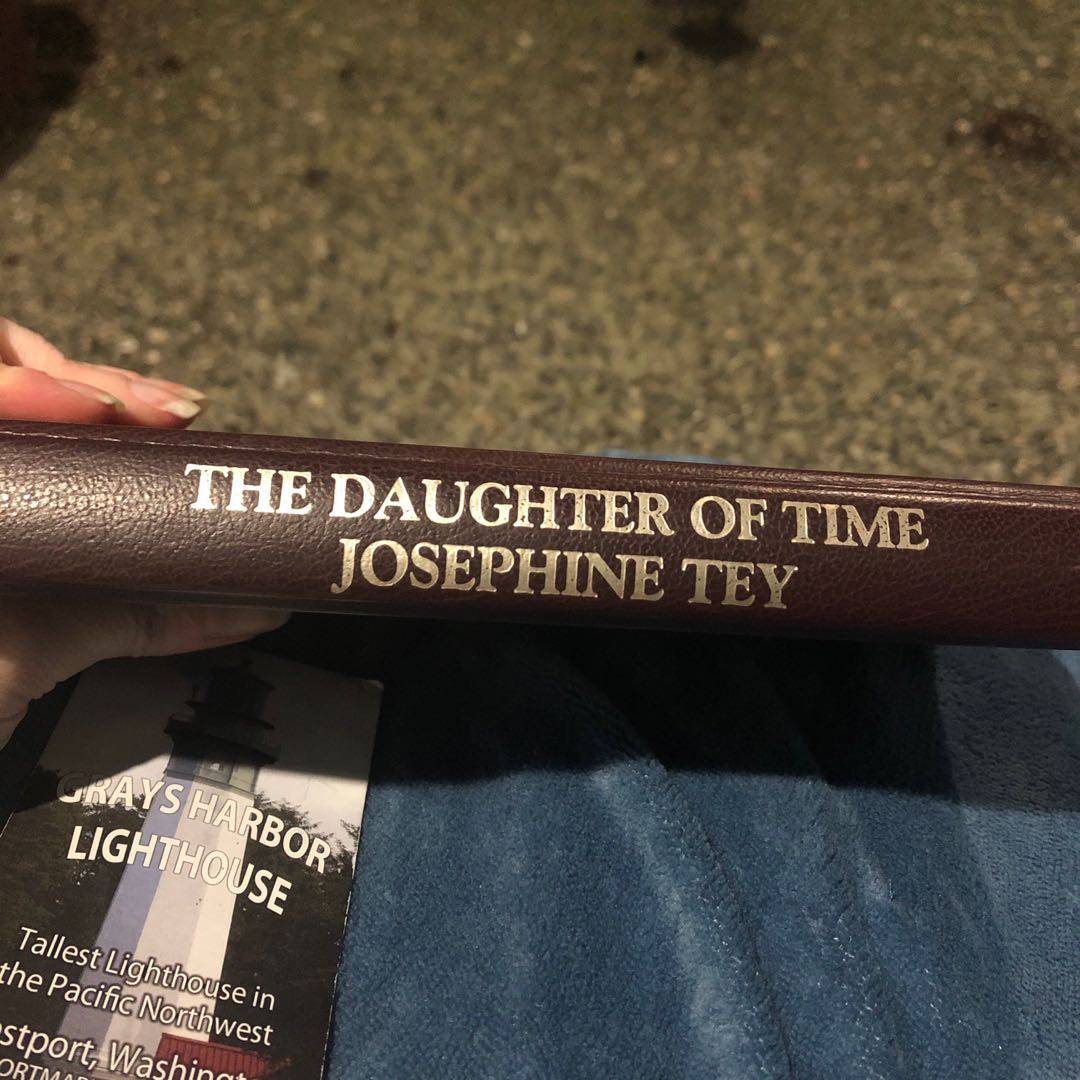 THE DAUGHTER OF TIME
JOSEPHINE TEY
GRAYS HARBOR
LIGHTHOUSE
Tallest Lighthouse in
the Pacific Northwest